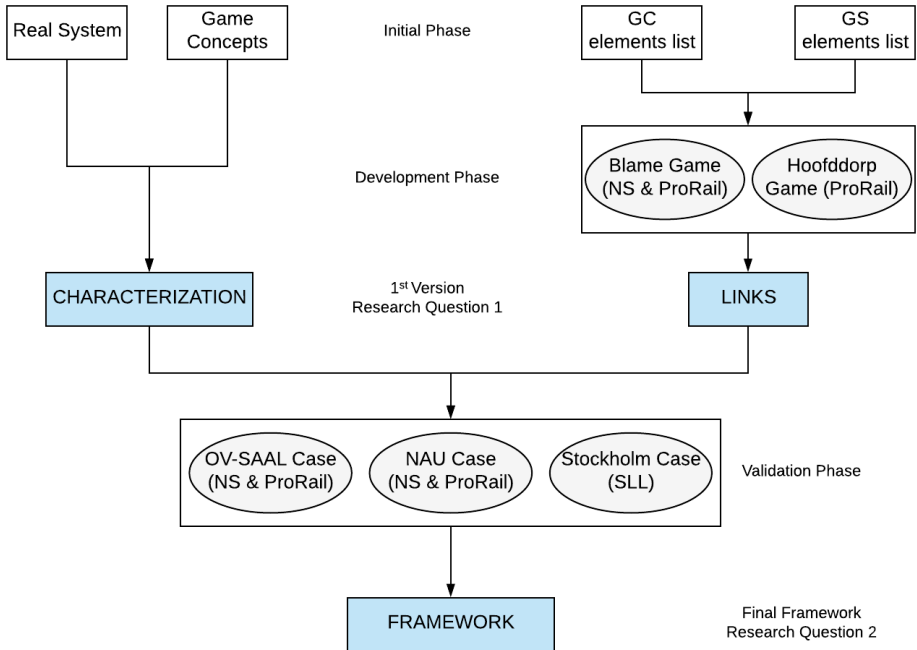 Real System
Game
Concepts
Initial Phase
GC
elements list
GS
elements list
Development Phase
Blame Game
(NS & ProRail)
Hoofddorp
Game (ProRail)
CHARACTERIZATION
1st Version
Research Question 1
LINKS
OV-SAAL Case
(NS & ProRail)
NAU Case
(NS & ProRail)
Stockholm Case
(SLL)
Validation Phase
FRAMEWORK
Final Framework
Research Question 2